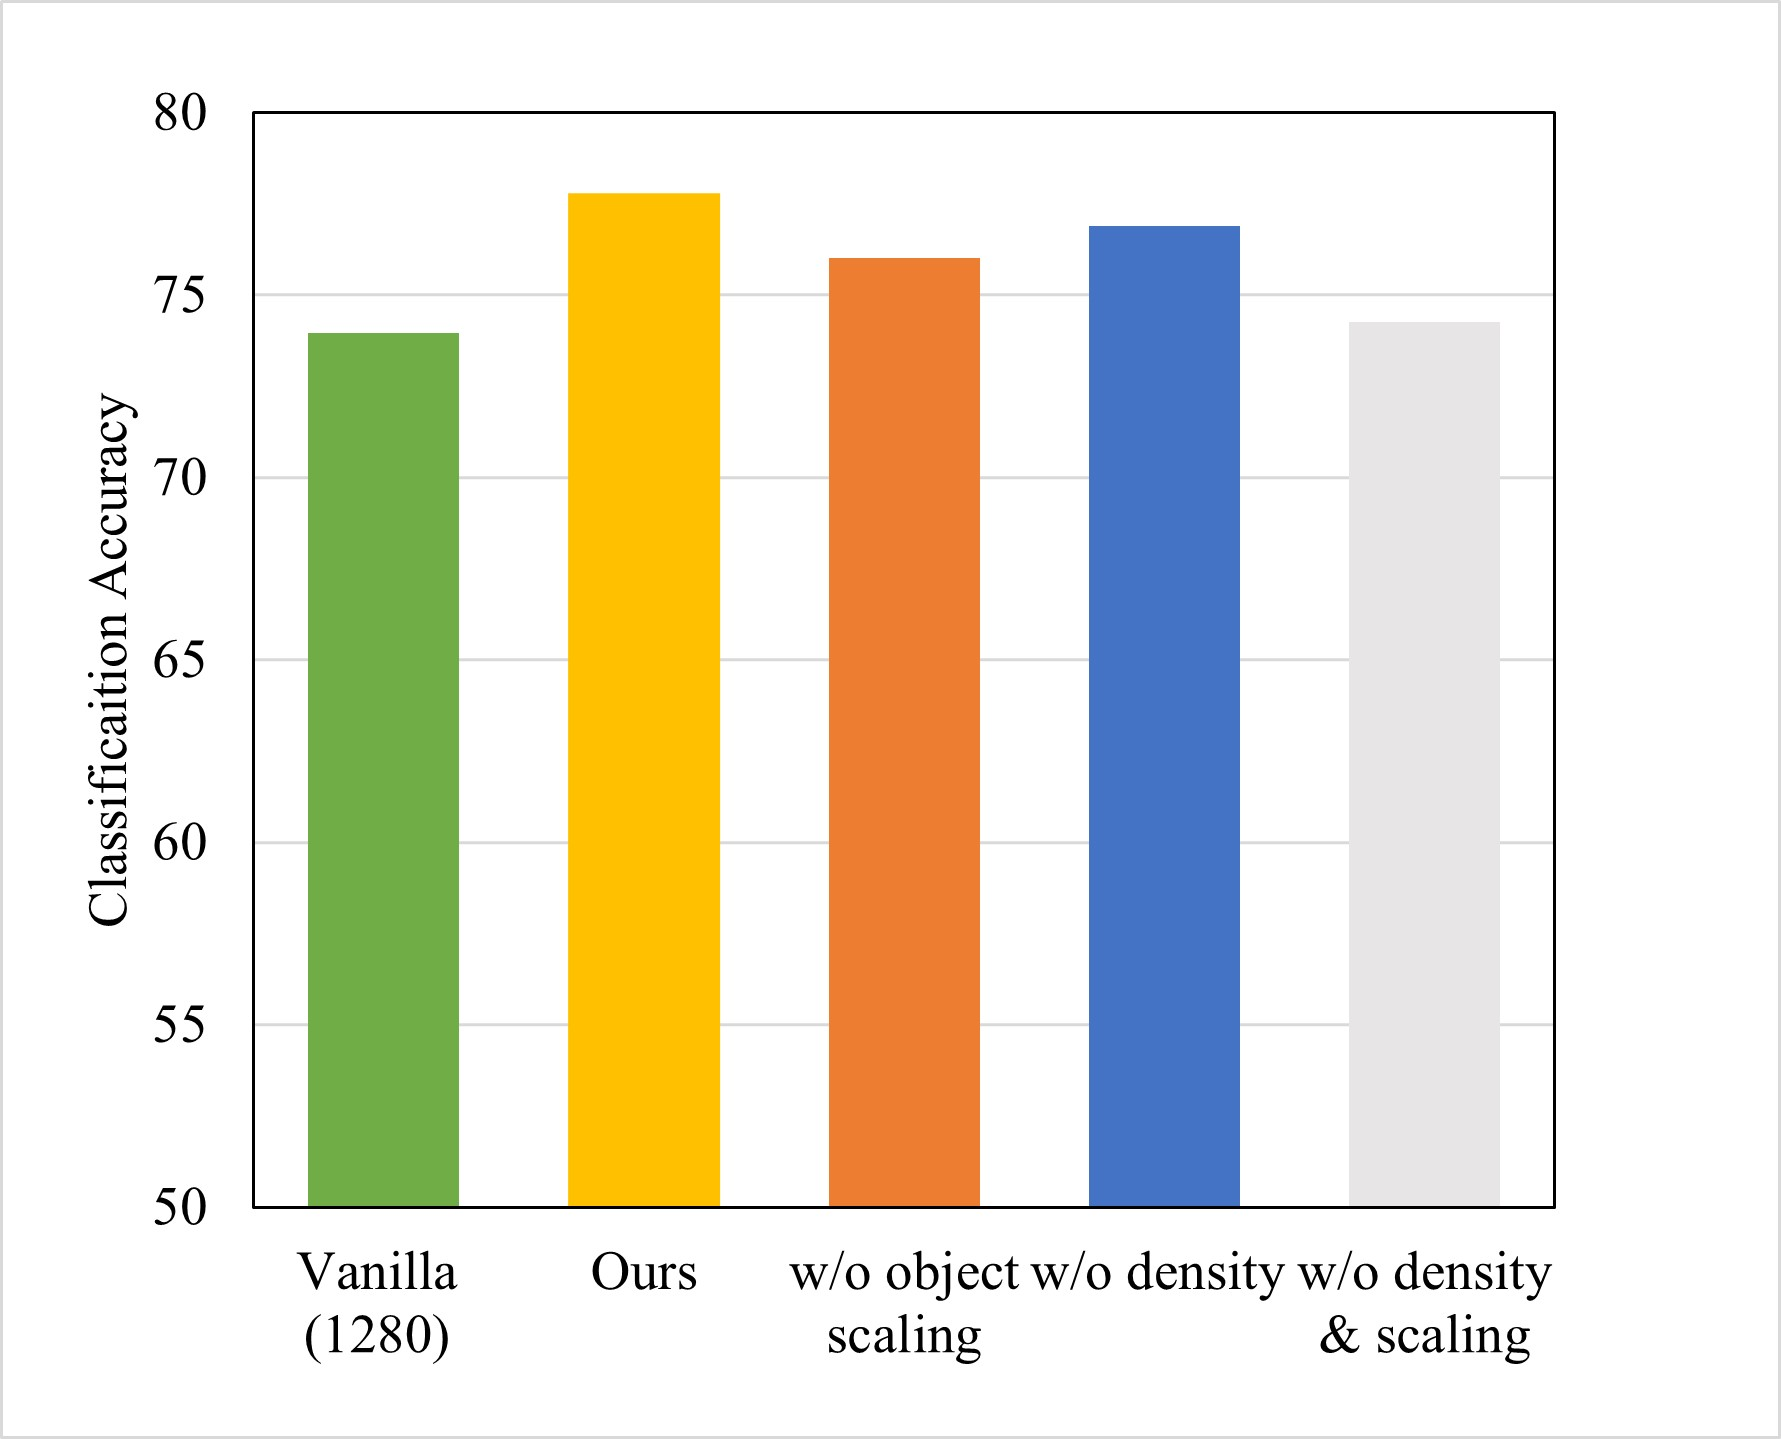 80
75
70
65
60
55
50
Classificaition Accuracy
Vanilla
(1280)
Ours
w/o object
scaling
w/o density
w/o density
& scaling